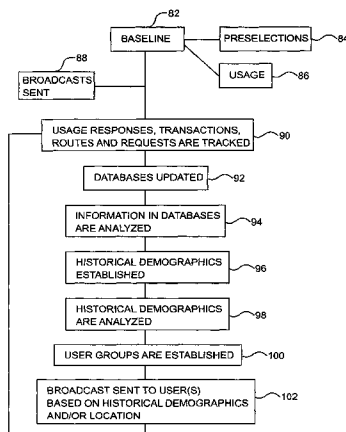 82
BASELINE
PRESELECTIONS
84
88
BROADCASTS
SENT
USAGE
86
USAGE RESPONSES, TRANSACTIONS,
ROUTES AND REQUESTS ARE TRACKED
90
DATABASES UPDATED
92
INFORMATION IN DATABASES
ARE ANALYZED
94
HISTORICAL DEMOGRAPHICS
ESTABLISHED
96
HISTORICAL DEMOGRAPHICS
ARE ANALYZED
98
USER GROUPS ARE ESTABLISHED
100
BROADCAST SENT TO USER(S)
BASED ON HISTORICAL DEMOGRAPHICS
AND/OR LOCATION
102